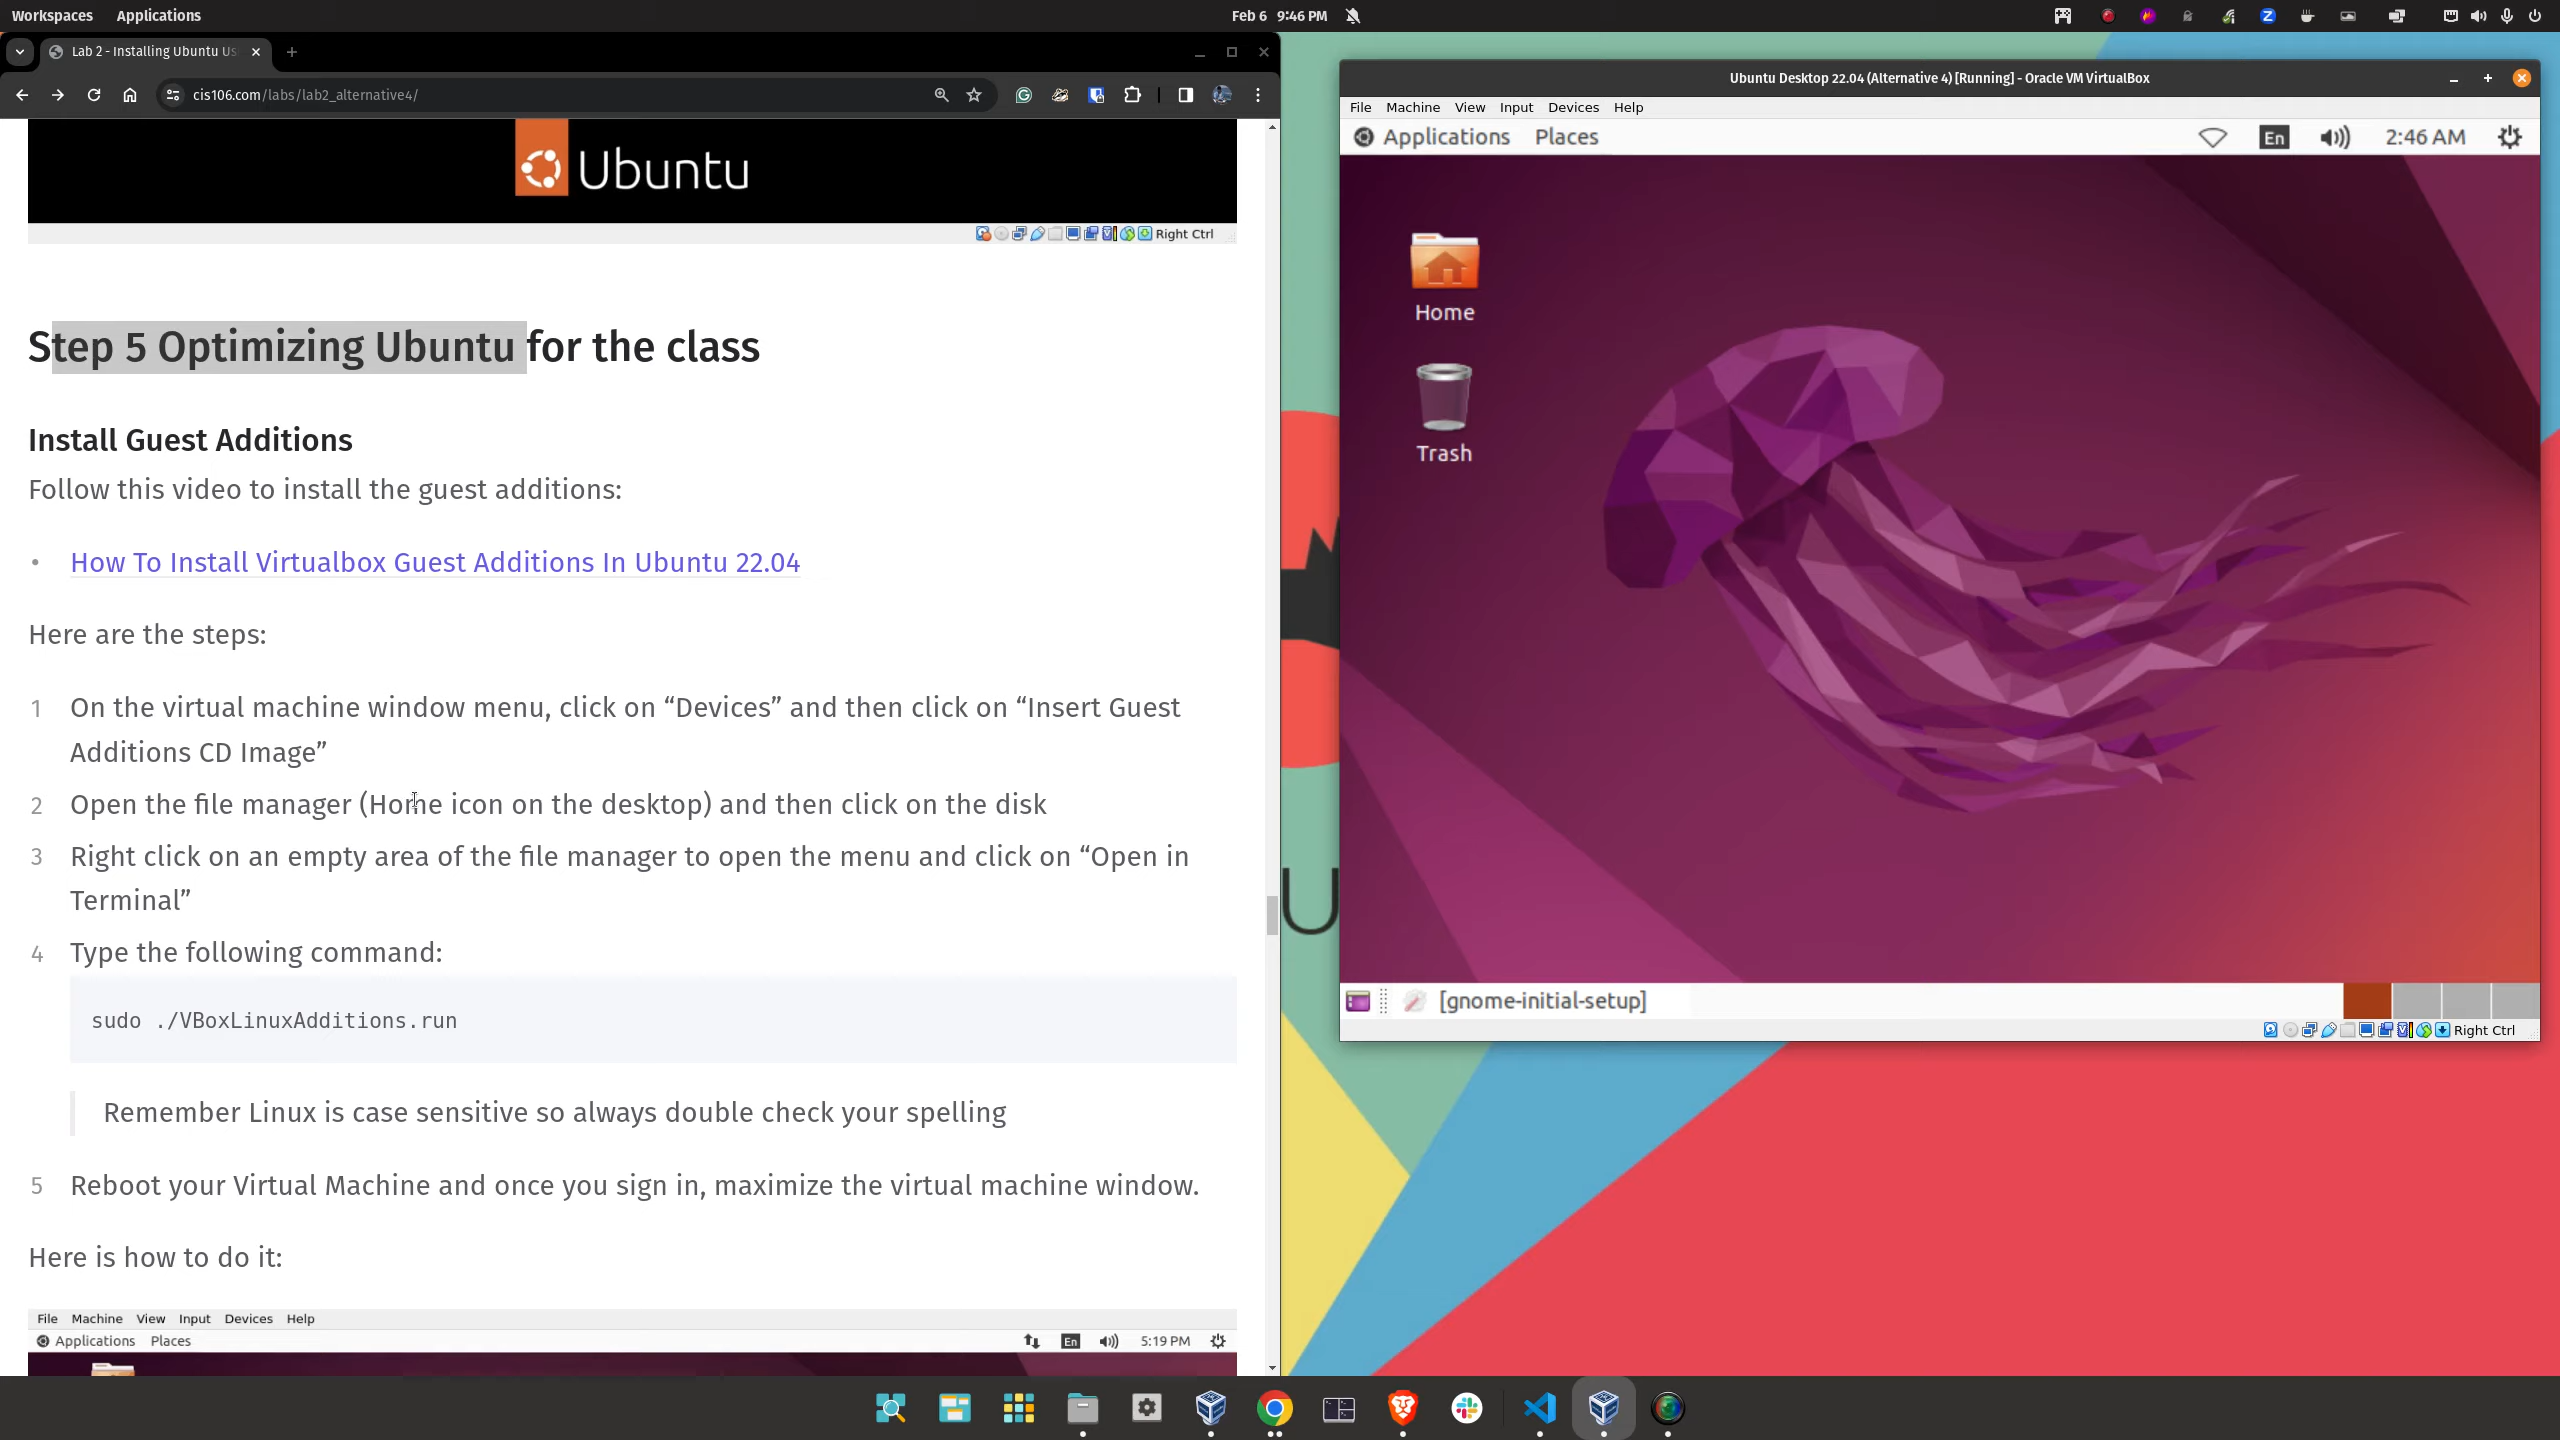 Workspaces Applications Feb 6 9:46 PM
Lab 2 - Installing Ubuntu Us
cis106.com/labs/lab2_alternative4/
Ubuntu
Right Ctrl
Step 5 Optimizing Ubuntu for the class
Install Guest Additions
Follow this video to install the guest additions:
• How To Install Virtualbox Guest Additions In Ubuntu 22.04
Here are the steps:
1 On the virtual machine window menu, click on “Devices” and then click on “Insert Guest
Additions CD Image”
2 Open the file manager (Home icon on the desktop) and then click on the disk
3 Right click on an empty area of the file manager to open the menu and click on “Open in
Terminal”
4 Type the following command:
sudo ./VBoxLinuxAdditions.run
Remember Linux is case sensitive so always double check your spelling
5 Reboot your Virtual Machine and once you sign in, maximize the virtual machine window.
Here is how to do it:
File Machine View Input Devices Help
Applications Places En 5:19 PM
Ubuntu Desktop 22.04 (Alternative 4) [Running] - Oracle VM VirtualBox
File Machine View Input Devices Help
Applications Places En 2:46 AM
Home
Trash
[gnome-initial-setup]
Right Ctrl
U